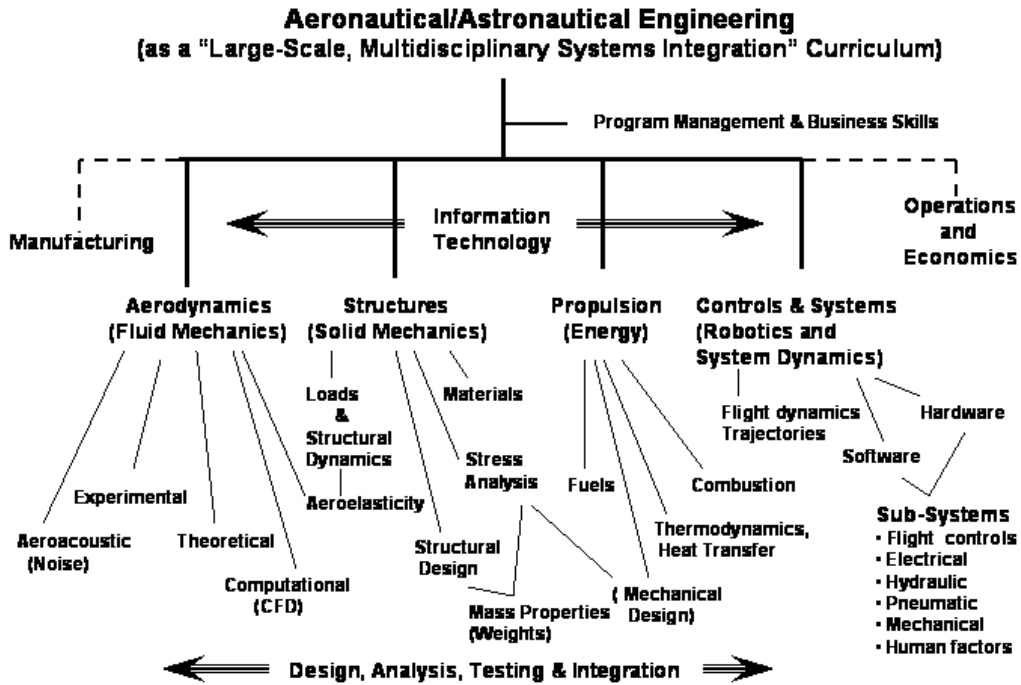 Aeronautical/Astronautical Engineering
(as a “Large-Scale, Multidisciplinary Systems Integration” Curriculum)
Program Management & Business Skills
Manufacturing
Information
Technology
Operations
and
Economics
Aerodynamics
(Fluid Mechanics)
Structures
(Solid Mechanics)
Propulsion
(Energy)
Controls & Systems
(Robotics and
System Dynamics)
Aeroacoustic
(Noise)
Experimental
Theoretical
Computational
(CFD)
Loads
&
Structural
Dynamics
Aeroelasticity
Materials
Stress
Analysis
Structural
Design
Mass Properties
(Weights)
Fuels
( Mechanical
Design)
Thermodynamics,
Heat Transfer
Combustion
Flight dynamics
Trajectories
Software
Hardware
Sub-Systems
• Flight controls
• Electrical
• Hydraulic
• Pneumatic
• Mechanical
• Human factors
Design, Analysis, Testing & Integration